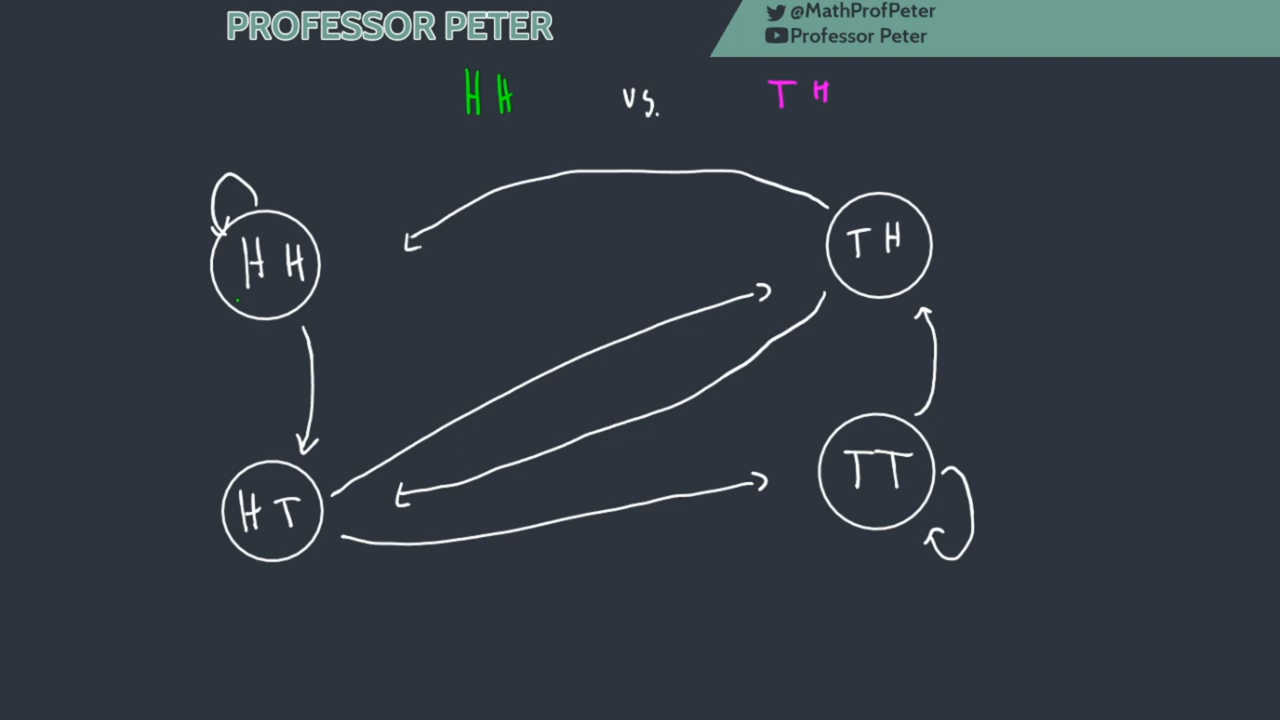 PROFESSOR PETER
@MathProfPeter
Professor Peter
HH vs. TH
HH
TH
HT
TT